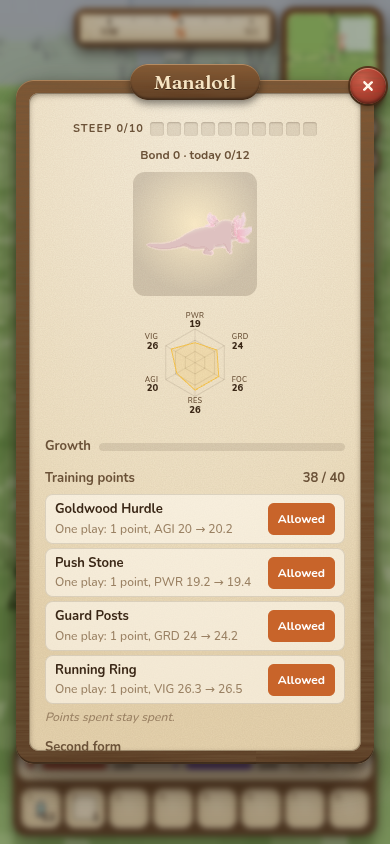 Manalotl
STEEP 0/10
Bond 0 · today 0/12
PWR
19
VIG
26
GRD
24
AGI
20
FOC
26
RES
26
Growth
Training points 38 / 40
Goldwood Hurdle
One play: 1 point, AGI 20 → 20.2
Allowed
Push Stone
One play: 1 point, PWR 19.2 → 19.4
Allowed
Guard Posts
One play: 1 point, GRD 24 → 24.2
Allowed
Running Ring
One play: 1 point, VIG 26.3 → 26.5
Allowed
Points spent stay spent.
Second form